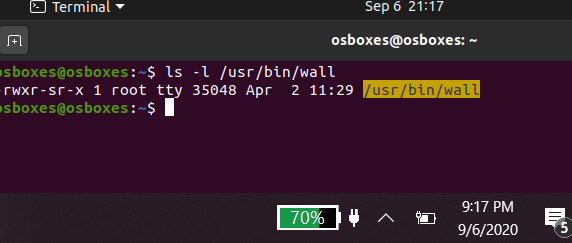 Terminal
Sep 6 21:17
osboxes@osboxes: ~
osboxes@osboxes:~$ ls -l /usr/bin/wall
-rwxr-sr-x 1 root tty 35048 Apr  2 11:29 /usr/bin/wall
osboxes@osboxes:~$
70%
9:17 PM
9/6/2020
5